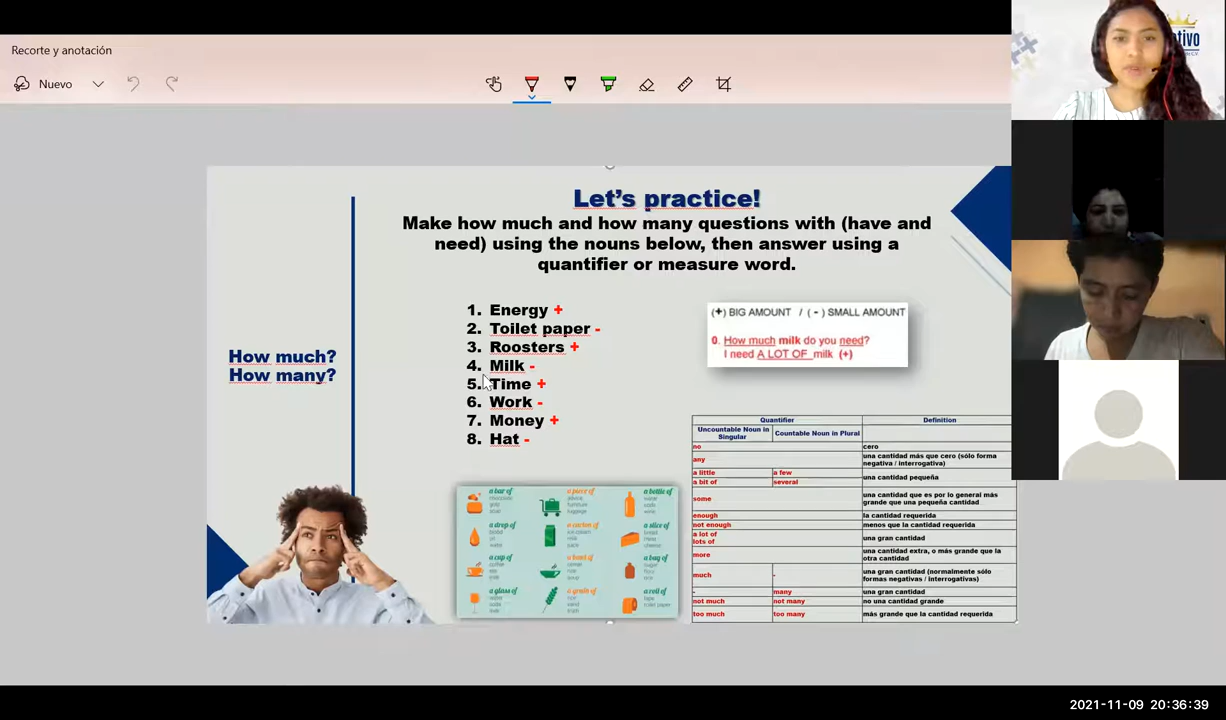 Recorte y anotación
Nuevo
tivo
Let's practice!
Make how much and how many questions with (have and
need) using the nouns below, then answer using a
quantifier or measure word.
How much?
How many?
1. Energy +
2. Toilet paper -
3. Roosters +
4. Milk -
5. Time +
6. Work -
7. Money +
8. Hat -
(+) BIG AMOUNT / ( - ) SMALL AMOUNT
0. How much milk do you need?
I need A LOT OF milk (+)
a bar of
a piece of
a bottle of
a drop of
a carton of
a slice of
a cup of
a bowl of
a bag of
a glass of
a grain of
a roll of
Quantifier Definition
Uncountable Noun in Singular Countable Noun in Plural
no cero
any una cantidad más que cero (sólo forma negativa / interrogativa)
a little a few una cantidad pequeña
a bit of several
some una cantidad que es por lo general más grande que una pequeña cantidad
enough la cantidad requerida
not enough menos que la cantidad requerida
a lot of
lots of una gran cantidad
more una cantidad extra, o más grande que la otra cantidad
much - una gran cantidad (normalmente sólo formas negativas / interrogativas)
- many una gran cantidad
not much not many no una cantidad grande
too much too many más grande que la cantidad requerida
2021-11-09 20:36:39